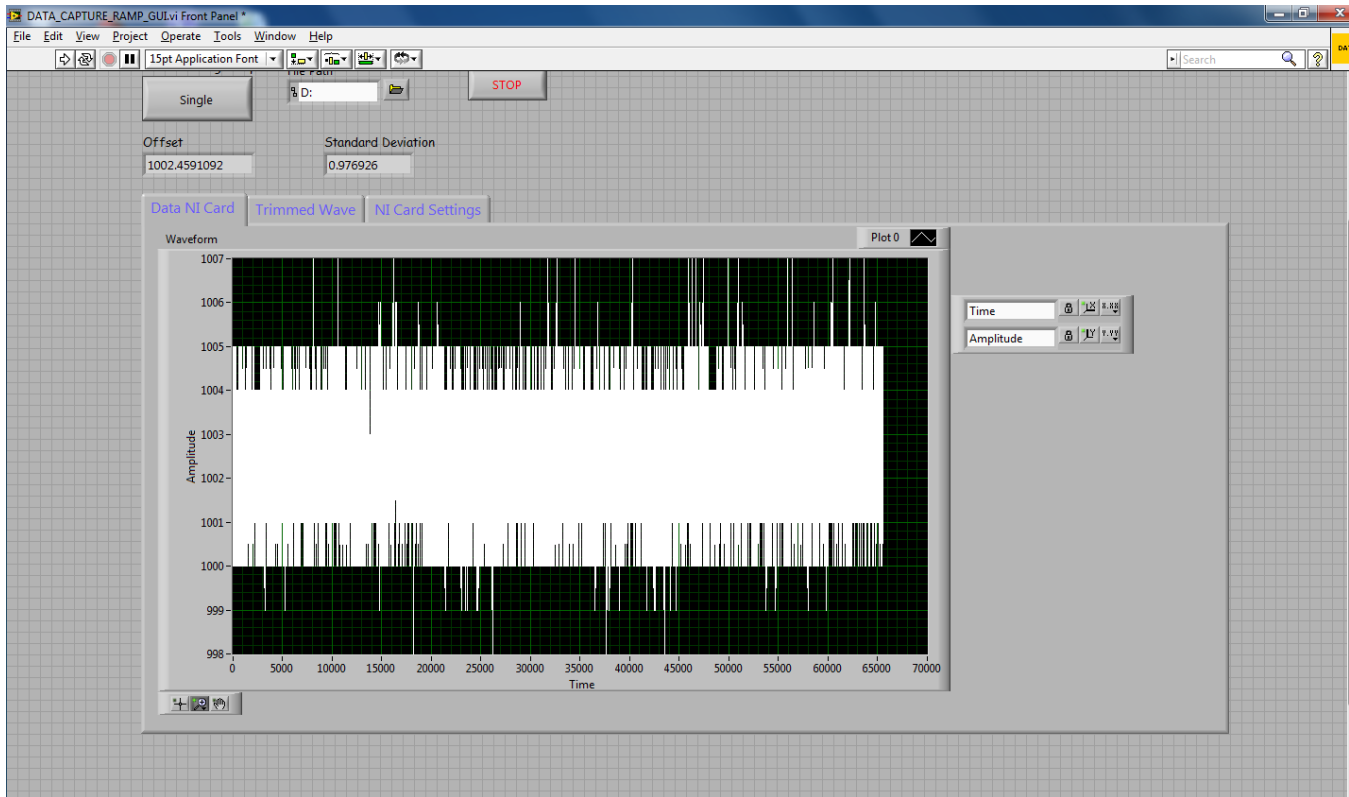 DATA_CAPTURE_RAMP_GUI.vi Front Panel *
File Edit View Project Operate Tools Window Help
15pt Application Font
Search
File Path
Single
D:
STOP
Offset
Standard Deviation
1002.4591092
0.976926
Data NI Card
Trimmed Wave
NI Card Settings
Waveform
Plot 0
1007
1006
1005
1004
1003
1002
1001
1000
999
998
Amplitude
0 5000 10000 15000 20000 25000 30000 35000 40000 45000 50000 55000 60000 65000 70000
Time
Time
Amplitude